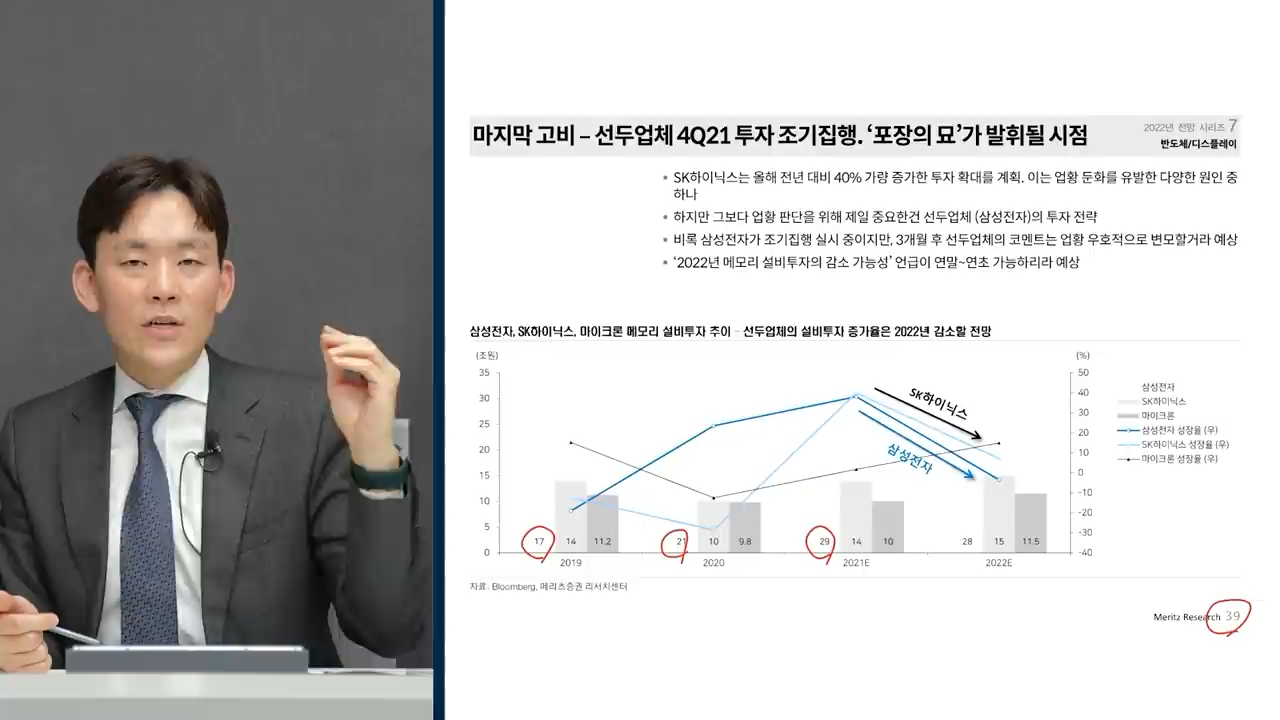 마지막 고비 – 선두업체 4Q21 투자 조기집행. ‘포장의 묘’가 발휘될 시점
2022년 전망 시리즈 7
반도체/디스플레이
▪ SK하이닉스는 올해 전년 대비 40% 가량 증가한 투자 확대를 계획. 이는 업황 둔화를 유발한 다양한 원인 중
하나
▪ 하지만 그보다 업황 판단을 위해 제일 중요한건 선두업체 (삼성전자)의 투자 전략
▪ 비록 삼성전자가 조기집행 실시 중이지만, 3개월 후 선두업체의 코멘트는 업황 우호적으로 변모할거라 예상
▪ ‘2022년 메모리 설비투자의 감소 가능성’ 언급이 연말~연초 가능하리라 예상
삼성전자, SK하이닉스, 마이크론 메모리 설비투자 추이 – 선두업체의 설비투자 증가율은 2022년 감소할 전망
(조원)
(%)
35
30
25
20
15
10
5
0
50
40
30
20
10
0
-10
-20
-30
-40
SK하이닉스
삼성전자
17 14 11.2
21 10 9.8
29 14 10
28 15 11.5
2019 2020 2021E 2022E
삼성전자
SK하이닉스
마이크론
삼성전자 성장율 (우)
SK하이닉스 성장율 (우)
마이크론 성장율 (우)
자료: Bloomberg, 메리츠증권 리서치센터
Meritz Research 39